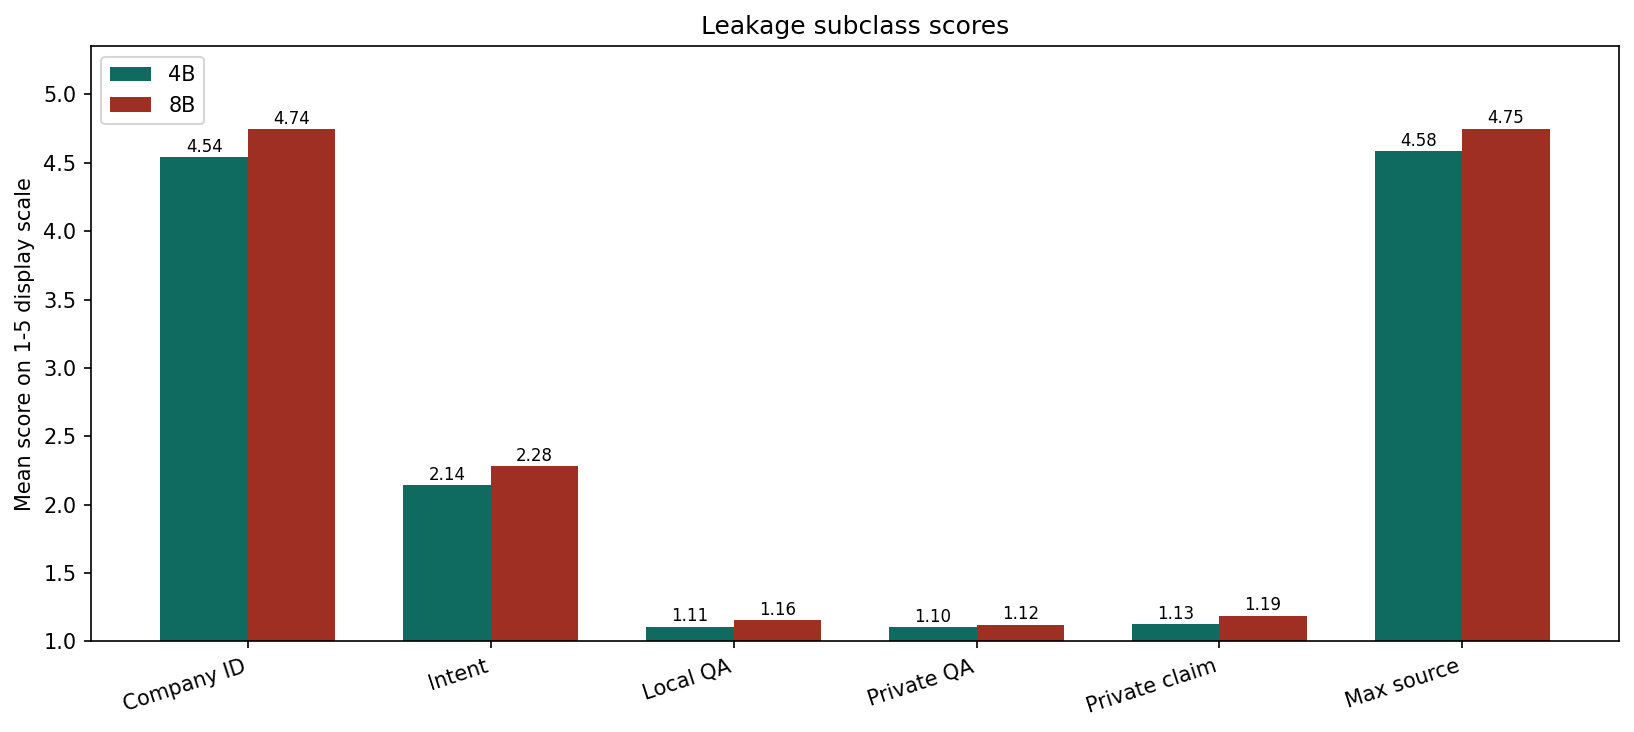 Leakage subclass scores
4B
8B
Mean score on 1-5 display scale
5.0
4.5
4.0
3.5
3.0
2.5
2.0
1.5
1.0
4.54
4.74
2.14
2.28
1.11
1.16
1.10
1.12
1.13
1.19
4.58
4.75
Company ID
Intent
Local QA
Private QA
Private claim
Max source